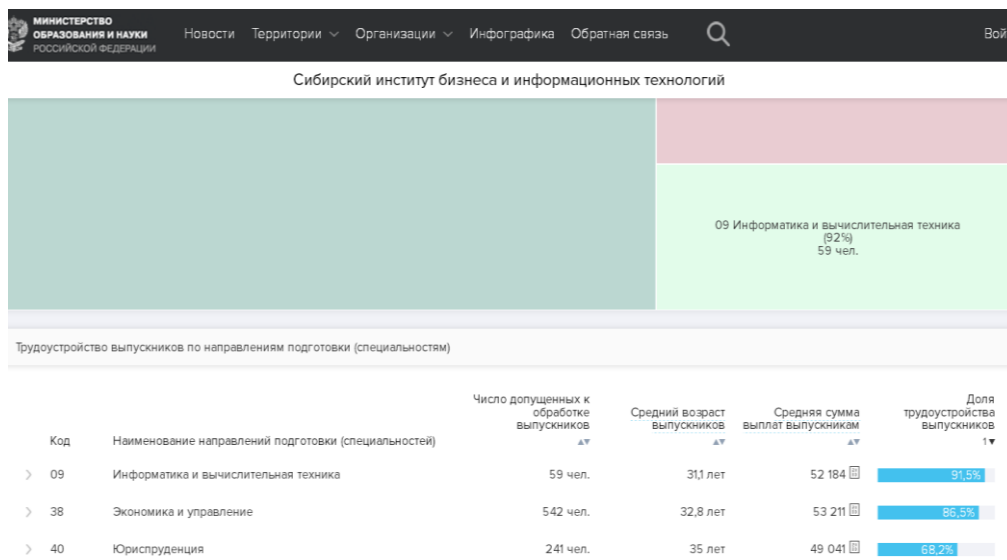 МИНИСТЕРСТВО
ОБРАЗОВАНИЯ И НАУКИ
РОССИЙСКОЙ ФЕДЕРАЦИИ
Новости Территории Организации Инфографика Обратная связь
Вой
Сибирский институт бизнеса и информационных технологий
09 Информатика и вычислительная техника
(92%)
59 чел.
Трудоустройство выпускников по направлениям подготовки (специальностям)
Код
Наименование направлений подготовки (специальностей)
Число допущенных к
обработке
выпускников
Средний возраст
выпускников
Средняя сумма
выплат выпускникам
Доля
трудоустройства
выпускников
1
09 Информатика и вычислительная техника 59 чел. 31,1 лет 52 184 91,5%
38 Экономика и управление 542 чел. 32,8 лет 53 211 86,5%
40 Юриспруденция 241 чел. 35 лет 49 041 68,2%